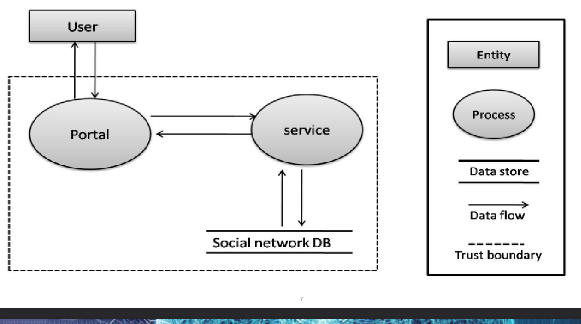 User
Portal
service
Social network DB
Entity
Process
Data store
Data flow
Trust boundary